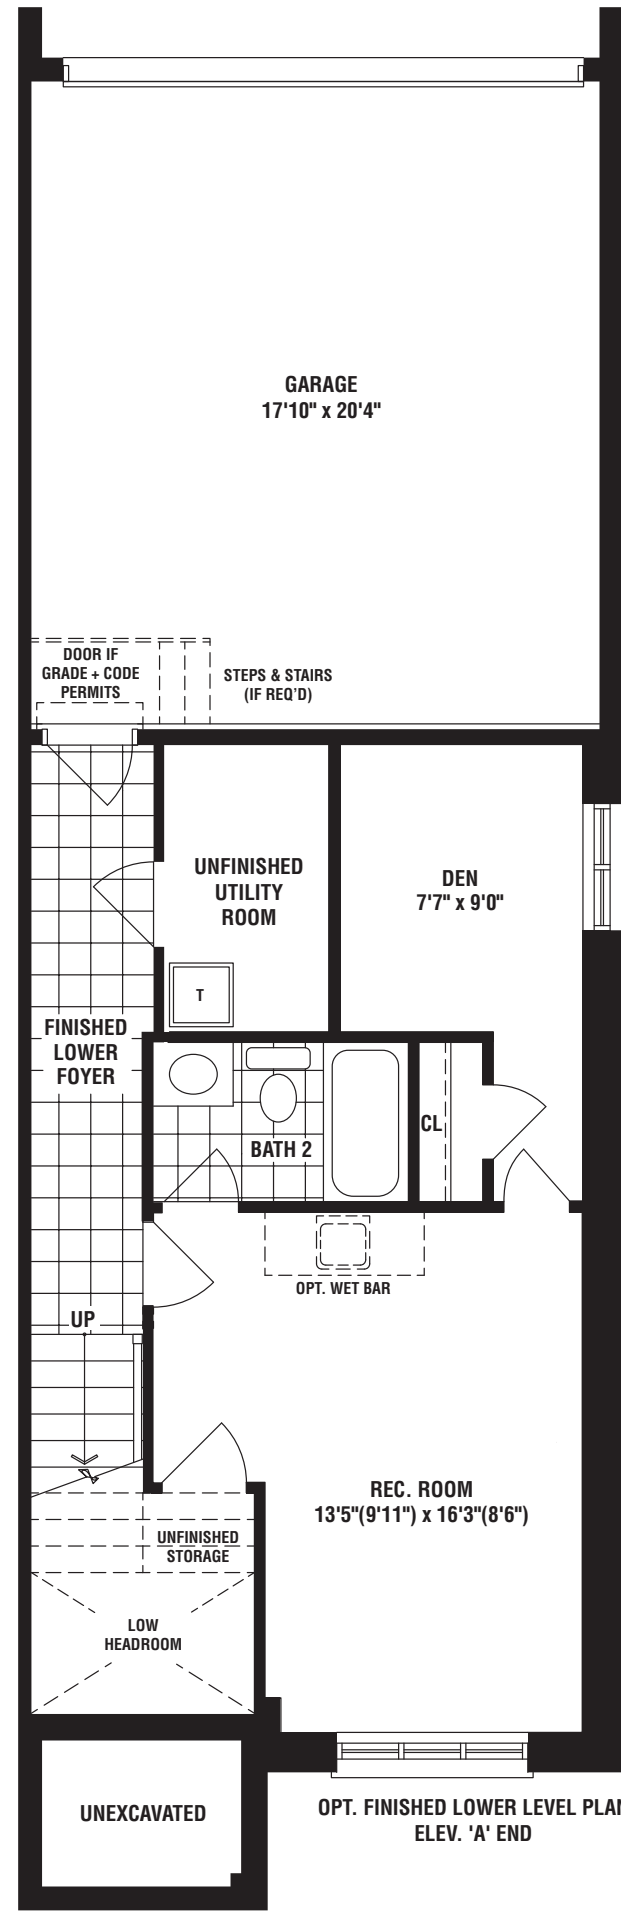 GARAGE
17'10" x 20'4"
DOOR IF
GRADE + CODE
PERMITS
STEPS & STAIRS
(IF REQ'D)
UNFINISHED
UTILITY
ROOM
DEN
7'7" x 9'0"
T
FINISHED
LOWER
FOYER
BATH 2
CL
OPT. WET BAR
UP
REC. ROOM
13'5"(9'11") x 16'3"(8'6")
UNFINISHED
STORAGE
LOW
HEADROOM
UNEXCAVATED
OPT. FINISHED LOWER LEVEL PLAN
ELEV. 'A' END